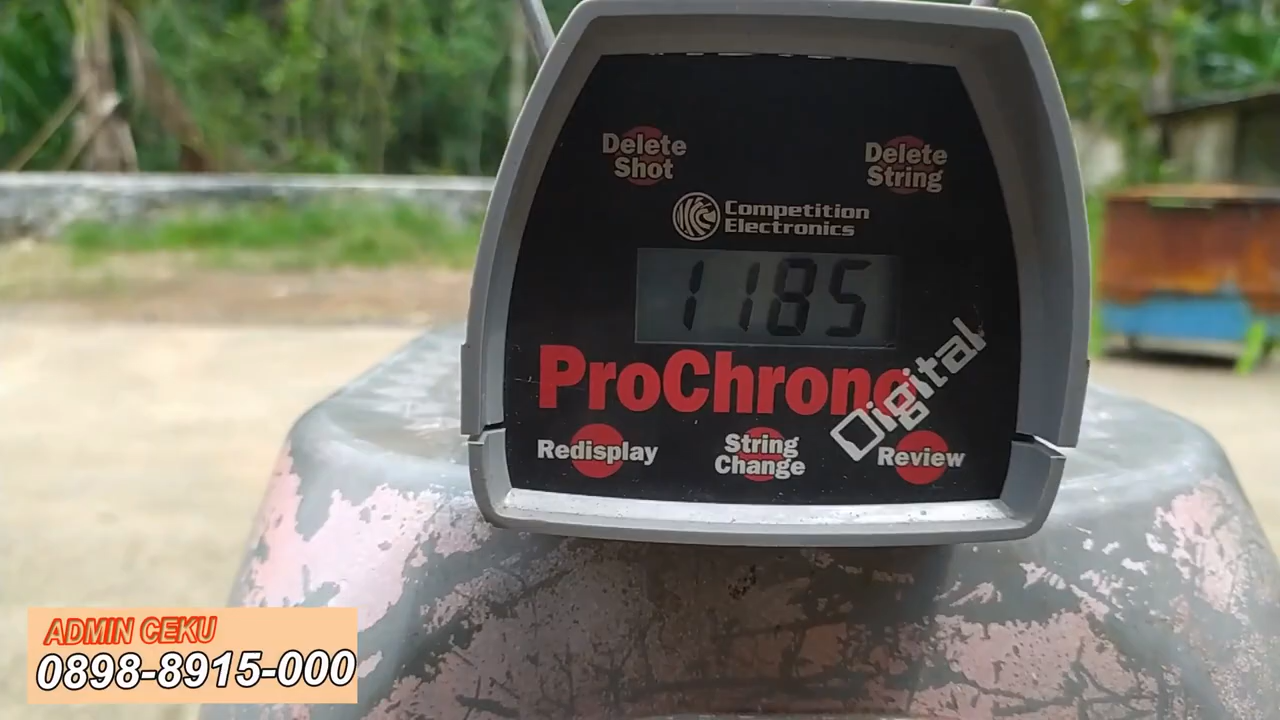 Delete
Shot
Delete
String
Competition
Electronics
1185
ProChrono
Digital
Redisplay
String
Change
Review
ADMIN CEKU
0898-8915-000